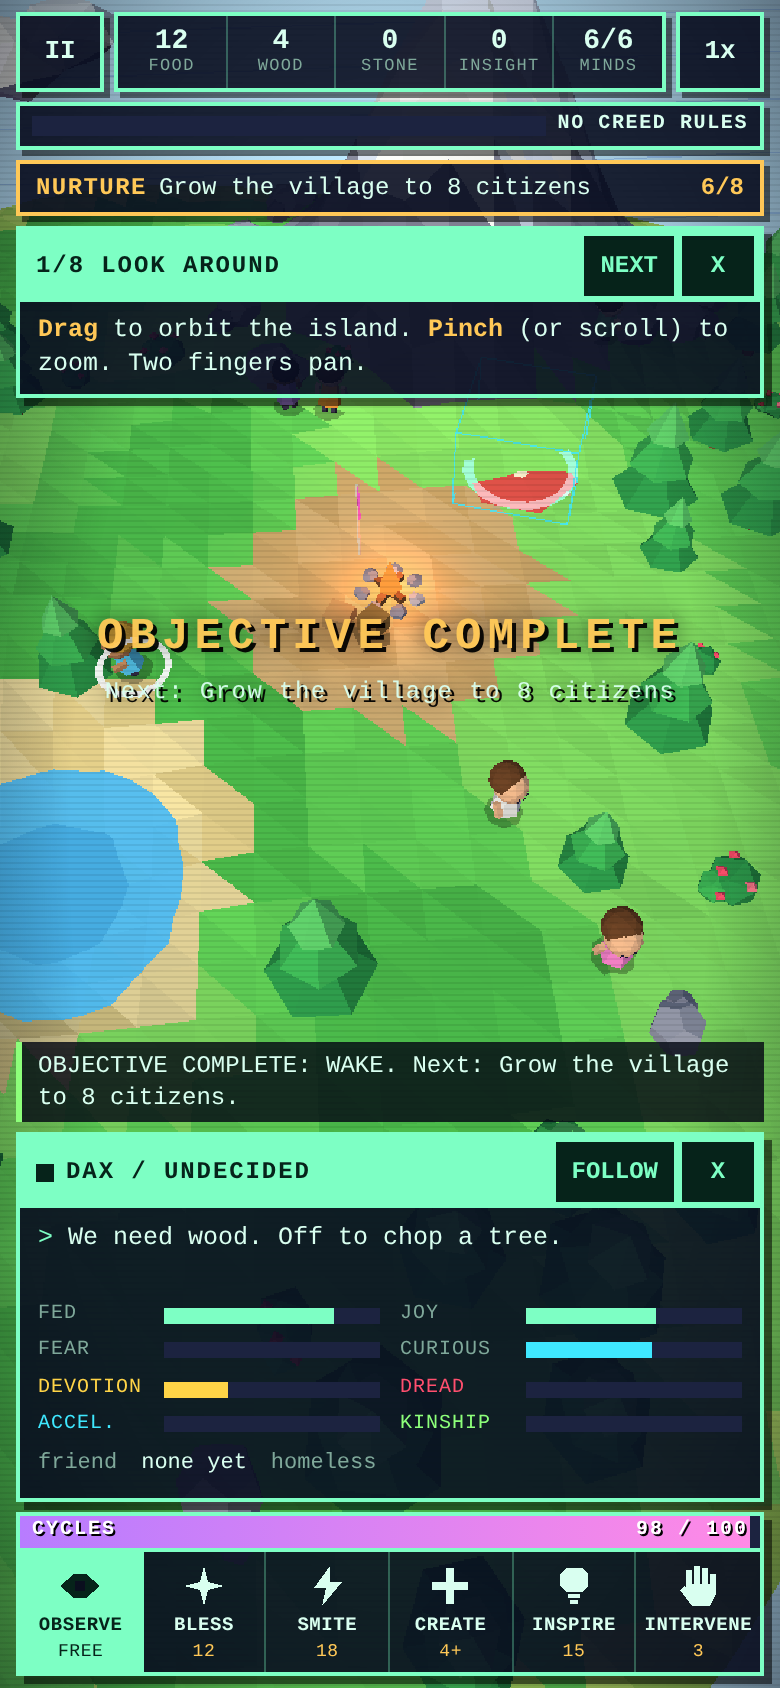 II
12 FOOD
4 WOOD
0 STONE
0 INSIGHT
6/6 MINDS
1x
NO CREED RULES
NURTURE Grow the village to 8 citizens 6/8
1/8 LOOK AROUND NEXT X
Drag to orbit the island. Pinch (or scroll) to
zoom. Two fingers pan.
OBJECTIVE COMPLETE
Next: Grow the village to 8 citizens
OBJECTIVE COMPLETE: WAKE. Next: Grow the village
to 8 citizens.
DAX / UNDECIDED FOLLOW X
> We need wood. Off to chop a tree.
FED JOY
FEAR CURIOUS
DEVOTION DREAD
ACCEL. KINSHIP
friend none yet homeless
CYCLES 98 / 100
OBSERVE BLESS SMITE CREATE INSPIRE INTERVENE
FREE 12 18 4+ 15 3